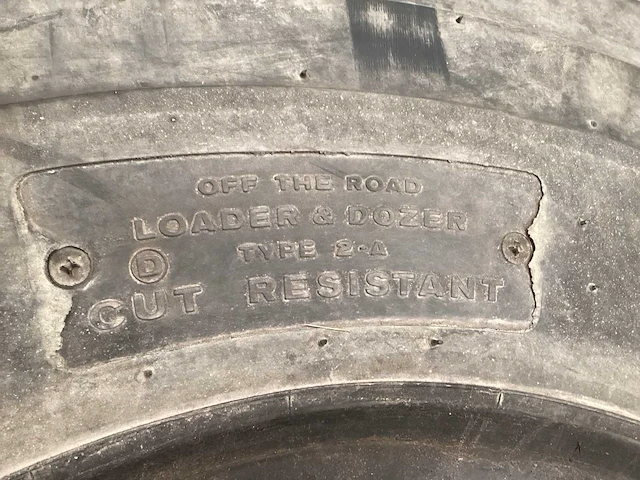 OFF THE ROAD
LOADER & DOZER
D TYPE 2-A
CUT RESISTANT